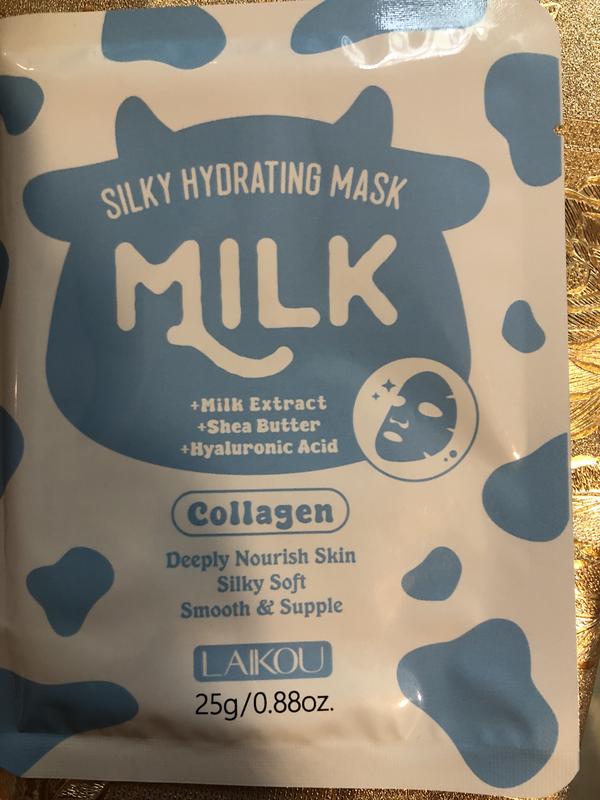 SILKY HYDRATING MASK
MILK
+Milk Extract
+Shea Butter
+Hyaluronic Acid
Collagen
Deeply Nourish Skin
Silky Soft
Smooth & Supple
LAIKOU
25g/0.88oz.